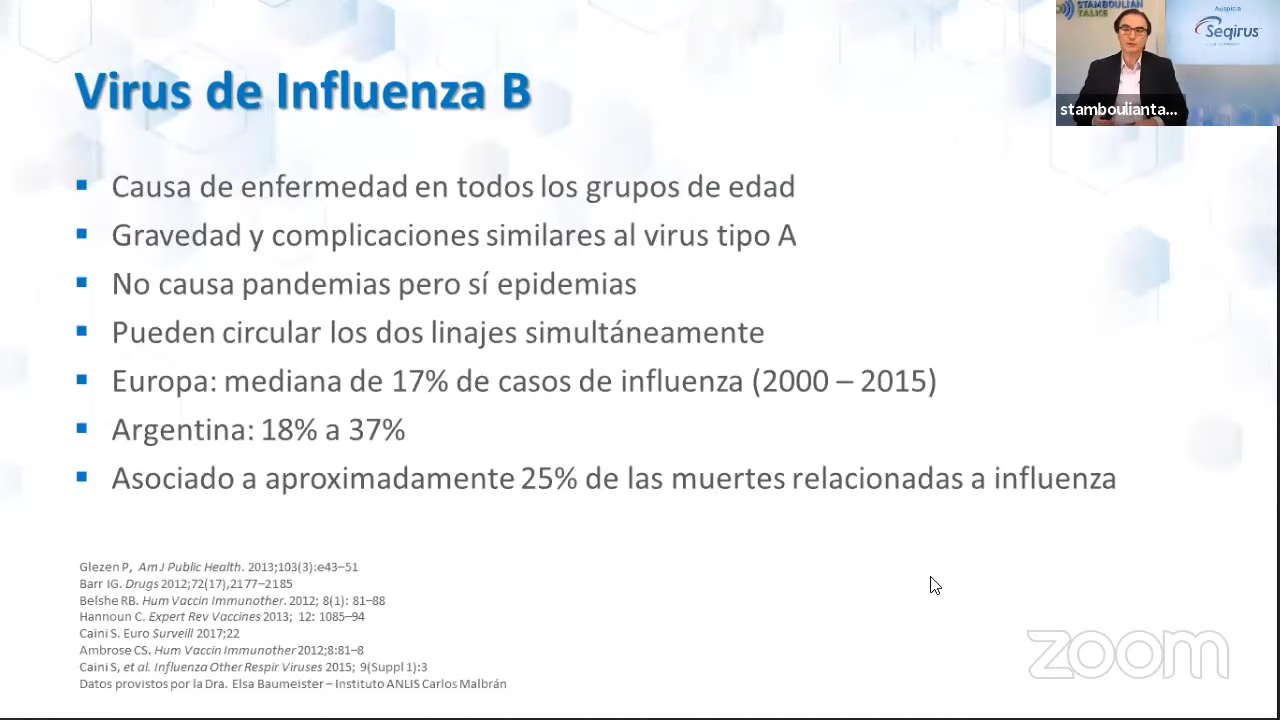 Virus de Influenza B
STAMBOULIAN
TALKS
Auspicia
Seqirus
stamboulianta...
▪ Causa de enfermedad en todos los grupos de edad
▪ Gravedad y complicaciones similares al virus tipo A
▪ No causa pandemias pero sí epidemias
▪ Pueden circular los dos linajes simultáneamente
▪ Europa: mediana de 17% de casos de influenza (2000 – 2015)
▪ Argentina: 18% a 37%
▪ Asociado a aproximadamente 25% de las muertes relacionadas a influenza
Glezen P, Am J Public Health. 2013;103(3):e43–51
Barr IG. Drugs 2012;72(17),2177–2185
Belshe RB. Hum Vaccin Immunother. 2012; 8(1): 81–88
Hannoun C. Expert Rev Vaccines 2013; 12: 1085–94
Caini S. Euro Surveill 2017;22
Ambrose CS. Hum Vaccin Immunother 2012;8:81–8
Caini S, et al. Influenza Other Respir Viruses 2015; 9(Suppl 1):3
Datos provistos por la Dra. Elsa Baumeister – Instituto ANLIS Carlos Malbrán
zoom